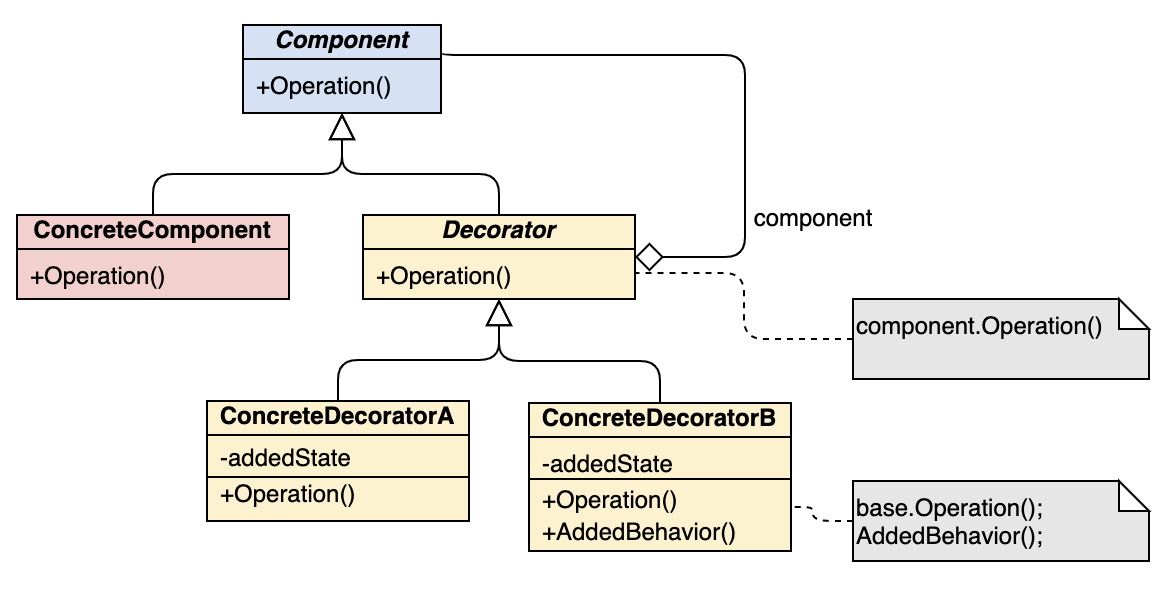 Component
+Operation()
component
ConcreteComponent
+Operation()
Decorator
+Operation()
component.Operation()
ConcreteDecoratorA
-addedState
+Operation()
ConcreteDecoratorB
-addedState
+Operation()
+AddedBehavior()
base.Operation();
AddedBehavior();